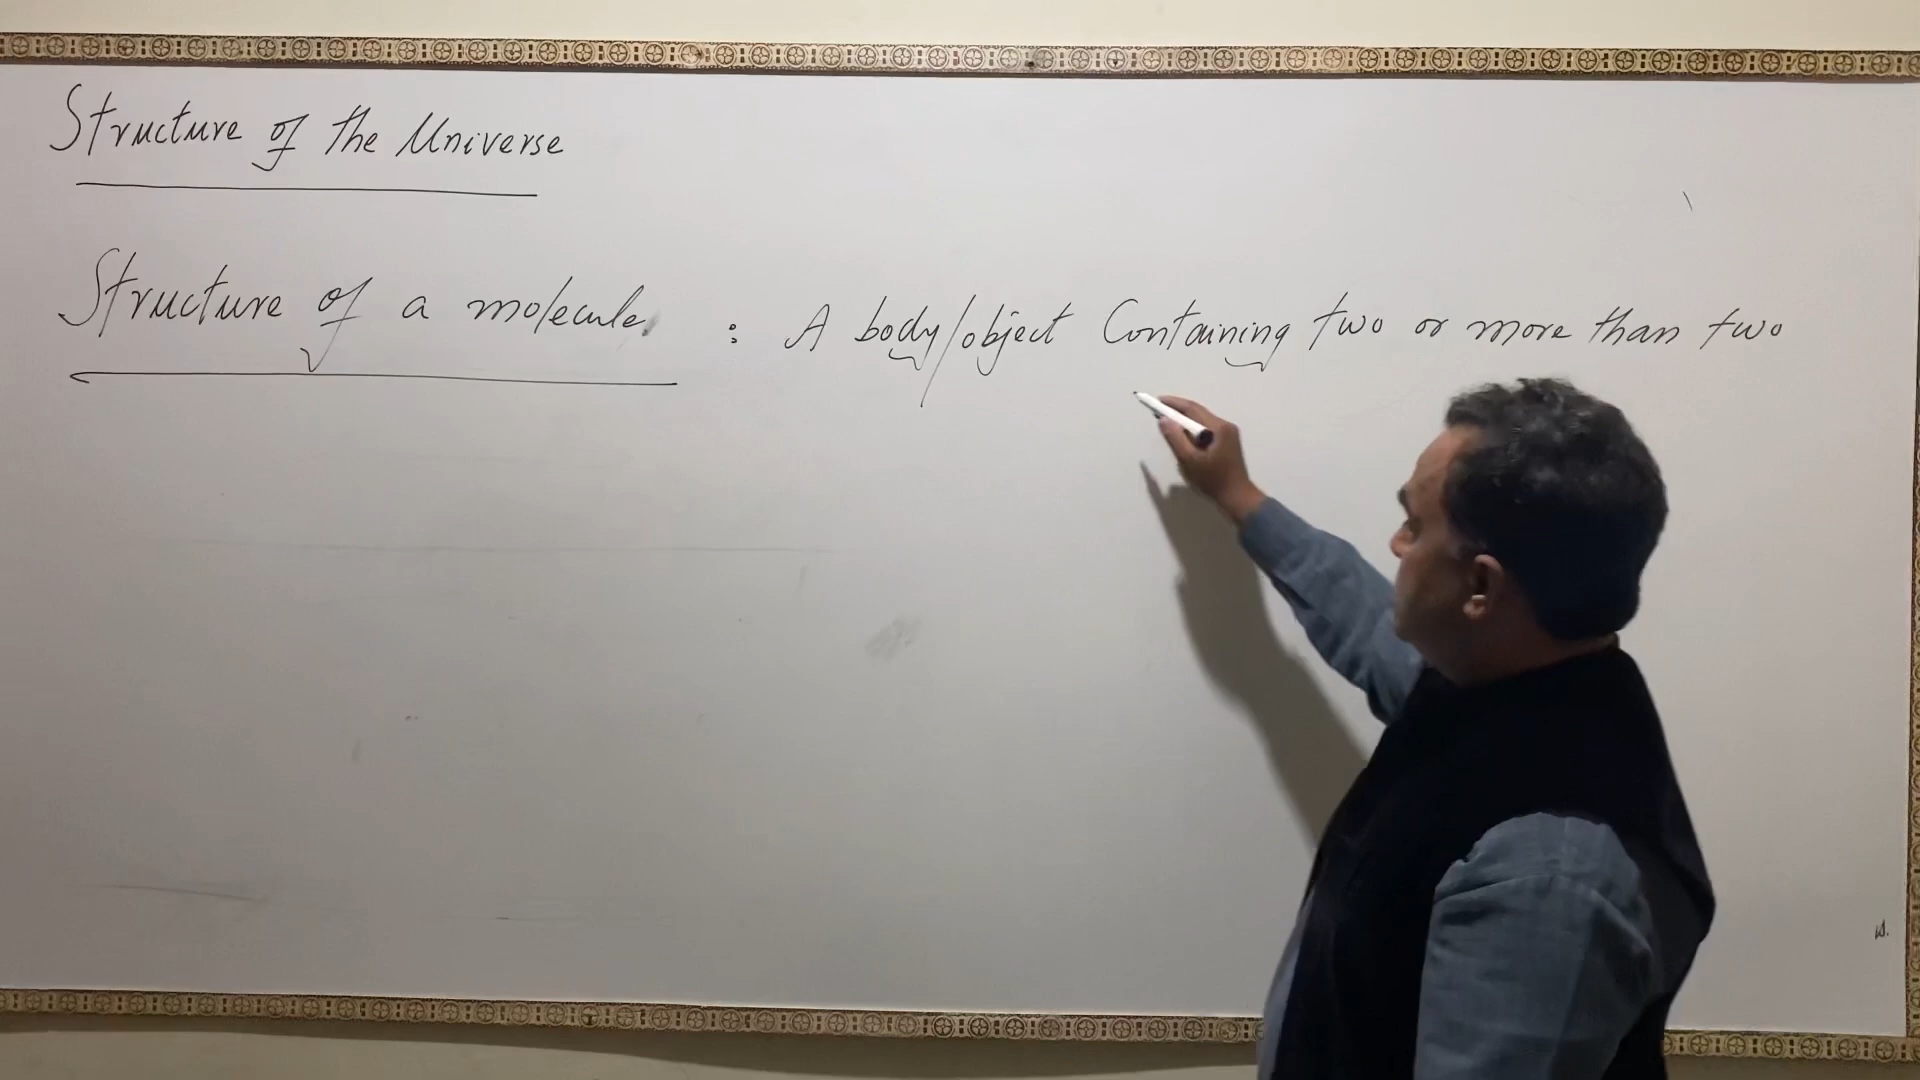 Structure of the Universe
Structure of a molecule : A body/object Containing two or more than two